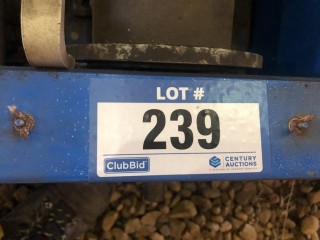 LOT #
239
ClubBid
CENTURY
AUCTIONS